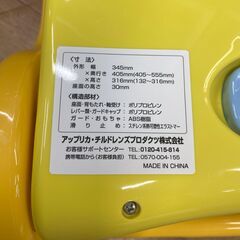 〈寸 法〉
外形 幅 345mm
×奥行き 405mm(405~555mm)
×高さ 316mm(132~316mm)
座面の高さ 30mm
〈構造部材〉
座面・背もたれ・軸受け:ポリプロピレン
レバー類・ガードキャップ:ポリプロピレン
ガード・おもちゃ:ABS樹脂
滑り止め:スチレン系熱可塑性エラストマー
アップリカ・チルドレンズプロダクツ株式会社
お客様サポートセンター TEL.0120-415-814
携帯電話から(お客様負担) TEL.0570-004-155
MADE IN CHINA